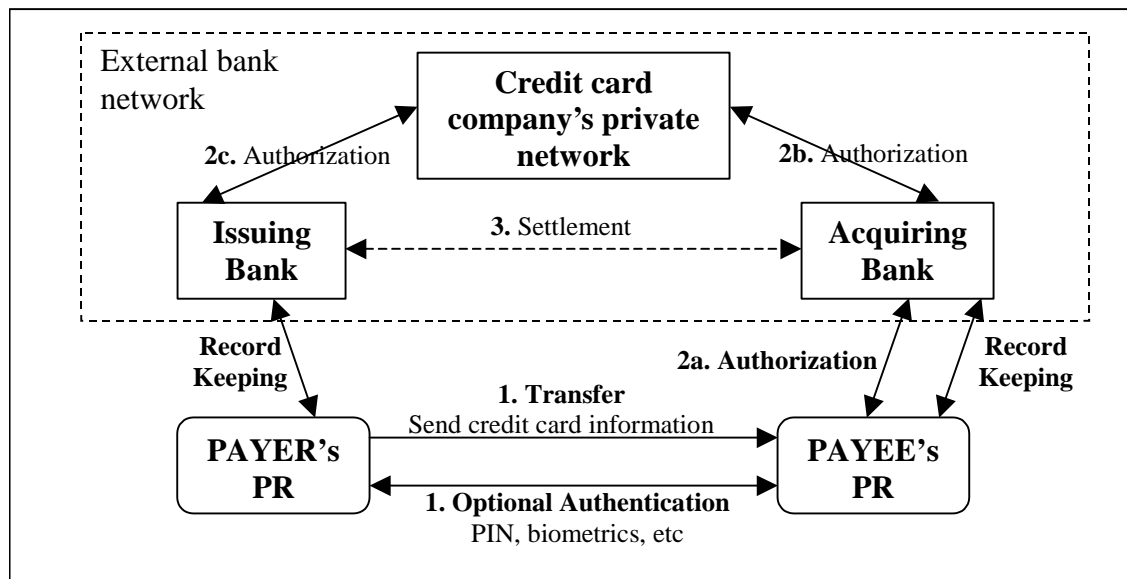 External bank
network
Credit card
company’s private
network
2c. Authorization
2b. Authorization
Issuing
Bank
3. Settlement
Acquiring
Bank
Record
Keeping
2a. Authorization
Record
Keeping
1. Transfer
Send credit card information
PAYER’s
PR
PAYEE’s
PR
1. Optional Authentication
PIN, biometrics, etc